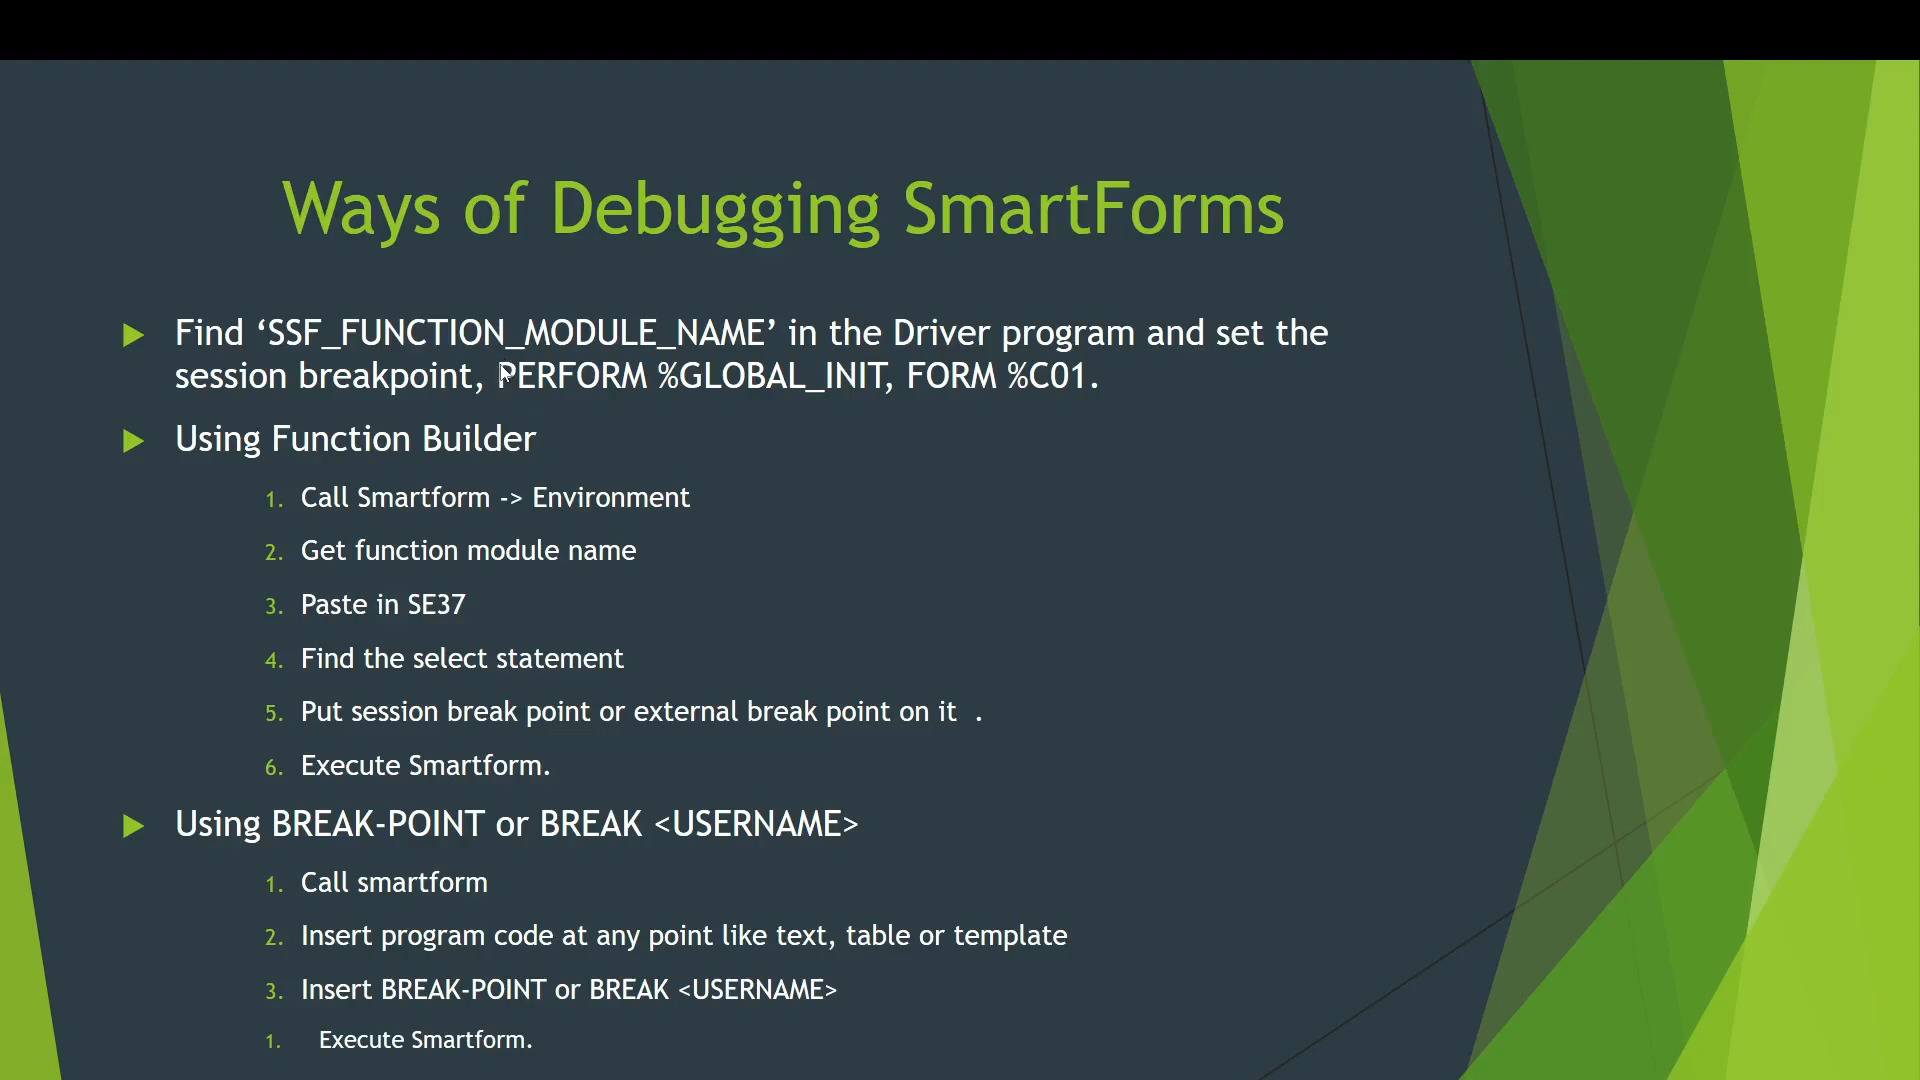 Ways of Debugging SmartForms
Find ‘SSF_FUNCTION_MODULE_NAME’ in the Driver program and set the
session breakpoint, PERFORM %GLOBAL_INIT, FORM %C01.
Using Function Builder
1. Call Smartform -> Environment
2. Get function module name
3. Paste in SE37
4. Find the select statement
5. Put session break point or external break point on it  .
6. Execute Smartform.
Using BREAK-POINT or BREAK <USERNAME>
1. Call smartform
2. Insert program code at any point like text, table or template
3. Insert BREAK-POINT or BREAK <USERNAME>
1. Execute Smartform.